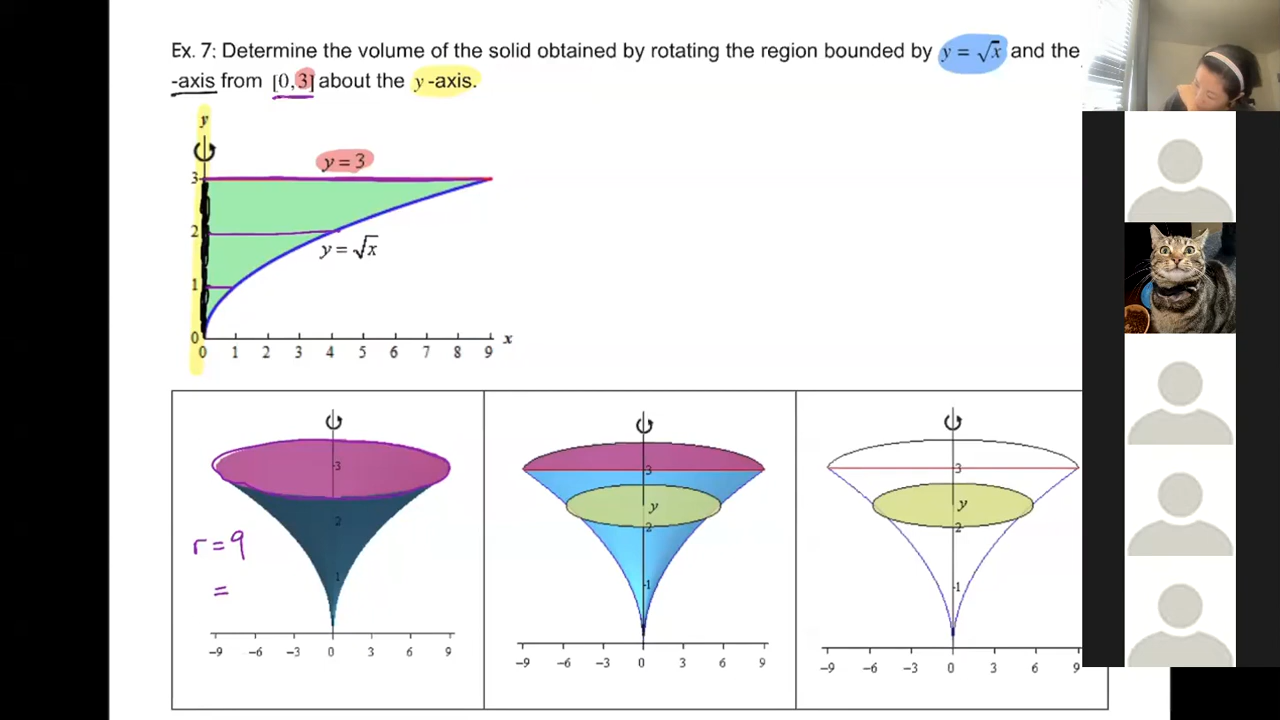 Ex. 7: Determine the volume of the solid obtained by rotating the region bounded by y = √x and the
-axis from [0,3] about the y-axis.
y
y = 3
3
2
y = √x
1
0
0 1 2 3 4 5 6 7 8 9 x
3
2
1
r = 9
=
-9 -6 -3 0 3 6 9
3
y
2
1
-9 -6 -3 0 3 6 9
3
y
2
1
-9 -6 -3 0 3 6 9